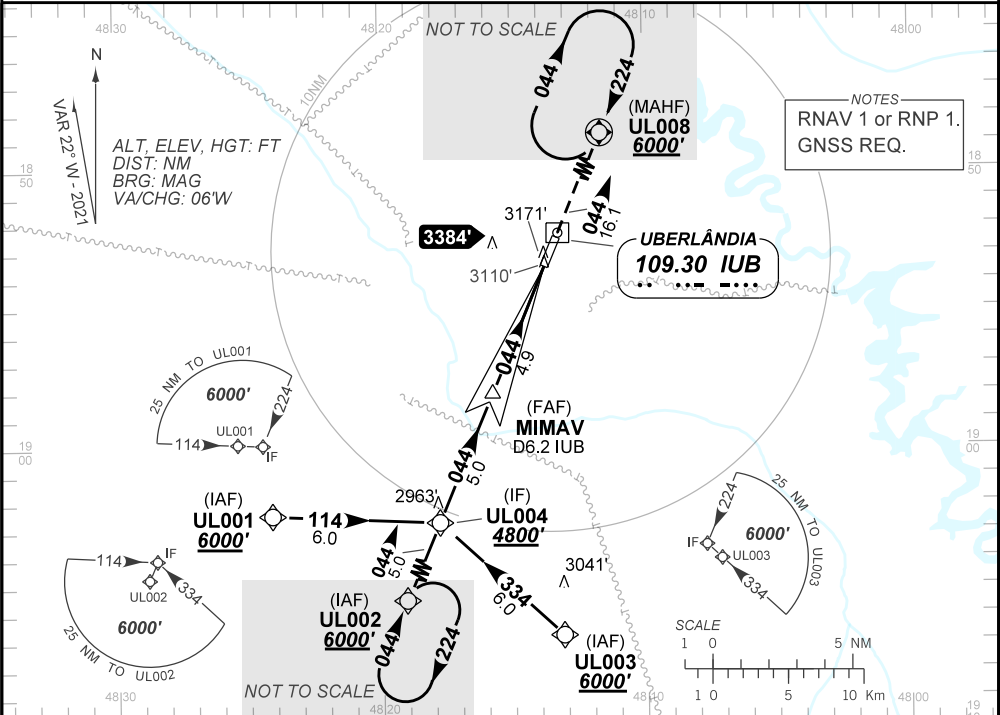 48 30
48 20
48 10
48 00
NOT TO SCALE
044
224
(MAHF)
UL008
6000'
NOTES
RNAV 1 or RNP 1.
GNSS REQ.
N
VAR 22° W - 2021
10NM
ALT, ELEV, HGT: FT
DIST: NM
BRG: MAG
VA/CHG: 06'W
18
50
18
50
044
16.1
3171'
3384'
3110'
UBERLÂNDIA
109.30 IUB
044
4.9
25 NM TO UL001
6000'
224
114
UL001
IF
(FAF)
MIMAV
D6.2 IUB
19
00
19
00
044
5.0
2963'
(IAF)
UL001
6000'
114
6.0
(IF)
UL004
4800'
224
25 NM TO UL003
6000'
IF
UL003
334
044
5.0
3041'
334
6.0
114
IF
334
UL002
6000'
25 NM TO UL002
(IAF)
UL002
6000'
044
224
NOT TO SCALE
(IAF)
UL003
6000'
SCALE
1 0 5 NM
1 0 5 10 Km
48 30
48 20
48 10
48 00
19
10